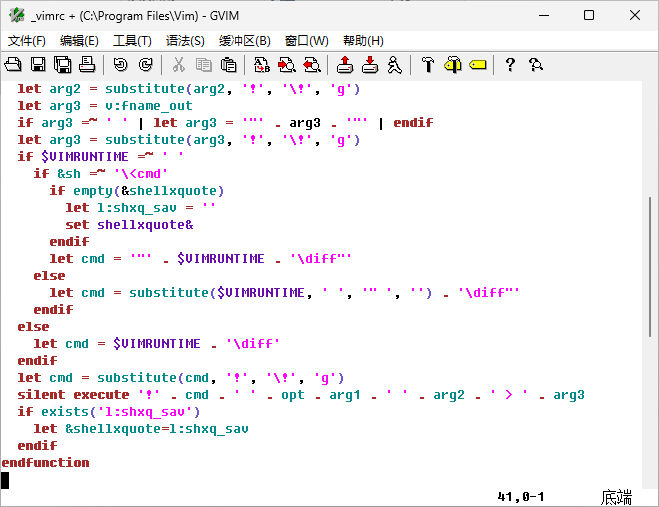 _vimrc + (C:\Program Files\Vim) - GVIM
文件(F) 编辑(E) 工具(T) 语法(S) 缓冲区(B) 窗口(W) 帮助(H)
let arg2 = substitute(arg2, '!', '\!', 'g')
let arg3 = v:fname_out
if arg3 =~ ' ' | let arg3 = '"' . arg3 . '"' | endif
let arg3 = substitute(arg3, '!', '\!', 'g')
if $VIMRUNTIME =~ ' '
if &sh =~ '\<cmd'
if empty(&shellxquote)
let l:shxq_sav = ''
set shellxquote&
endif
let cmd = '"' . $VIMRUNTIME . '\diff"'
else
let cmd = substitute($VIMRUNTIME, ' ', '" ', '') . '\diff"'
endif
else
let cmd = $VIMRUNTIME . '\diff'
endif
let cmd = substitute(cmd, '!', '\!', 'g')
silent execute '!' . cmd . ' ' . opt . arg1 . ' ' . arg2 . ' > ' . arg3
if exists('l:shxq_sav')
let &shellxquote=l:shxq_sav
endif
endfunction
41,0-1 底端